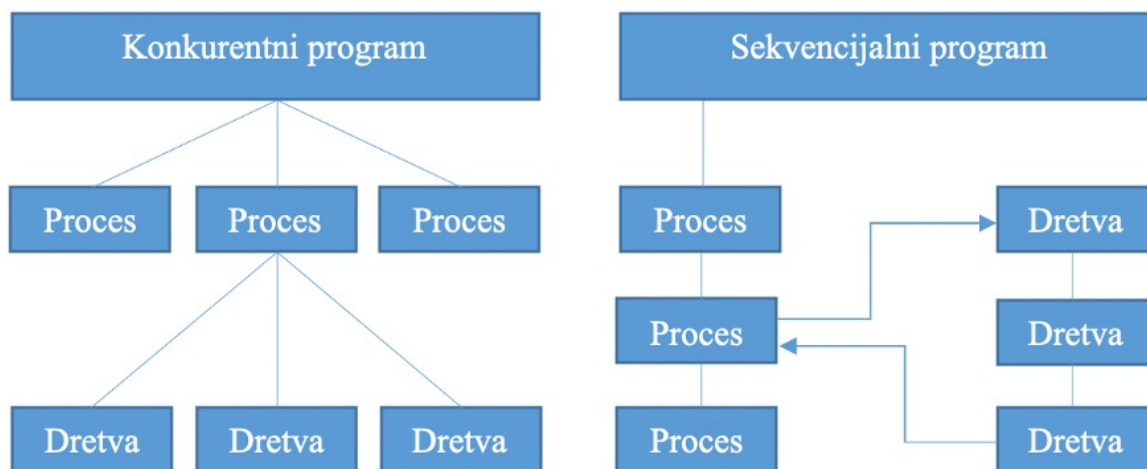 Konkurentni program
Sekvencijalni program
Proces
Proces
Proces
Proces
Dretva
Proces
Dretva
Dretva
Dretva
Dretva
Proces
Dretva